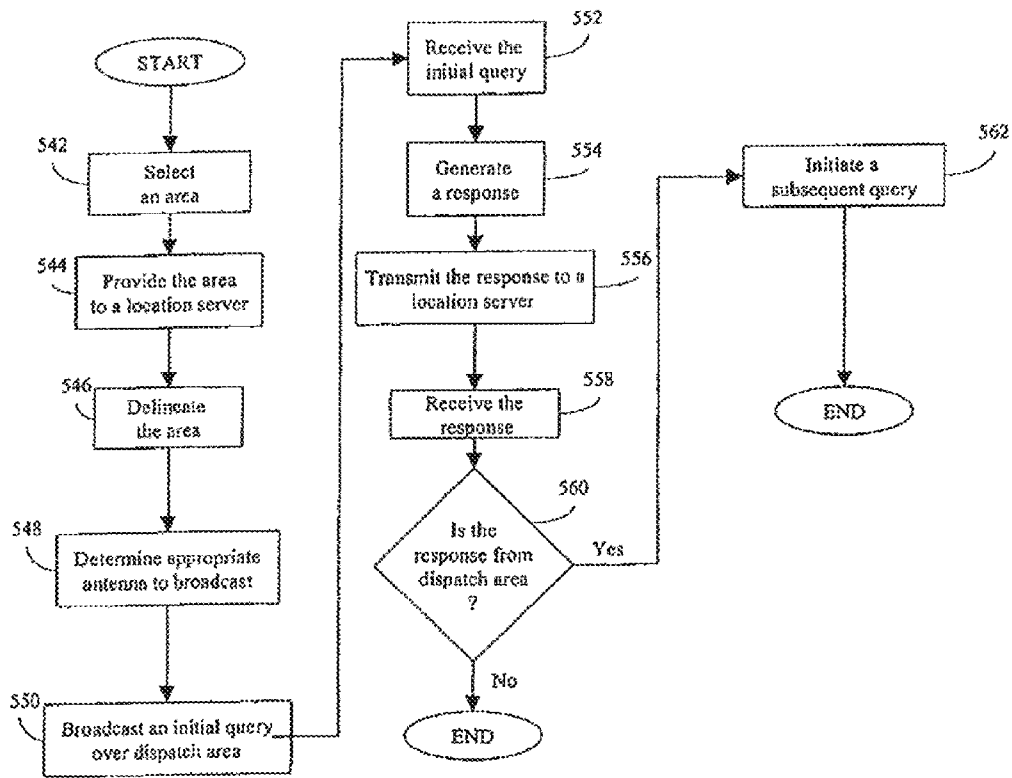 START
542
Select
an area
544
Provide the area
to a location server
546
Delineate
the area
548
Determine appropriate
antenna to broadcast
550
Broadcast an initial query
over dispatch area
552
Receive the
initial query
554
Generate
a response
556
Transmit the response to a
location server
558
Receive the
response
560
Is the
response from
dispatch area
?
Yes
No
END
562
Initiate a
subsequent query
END